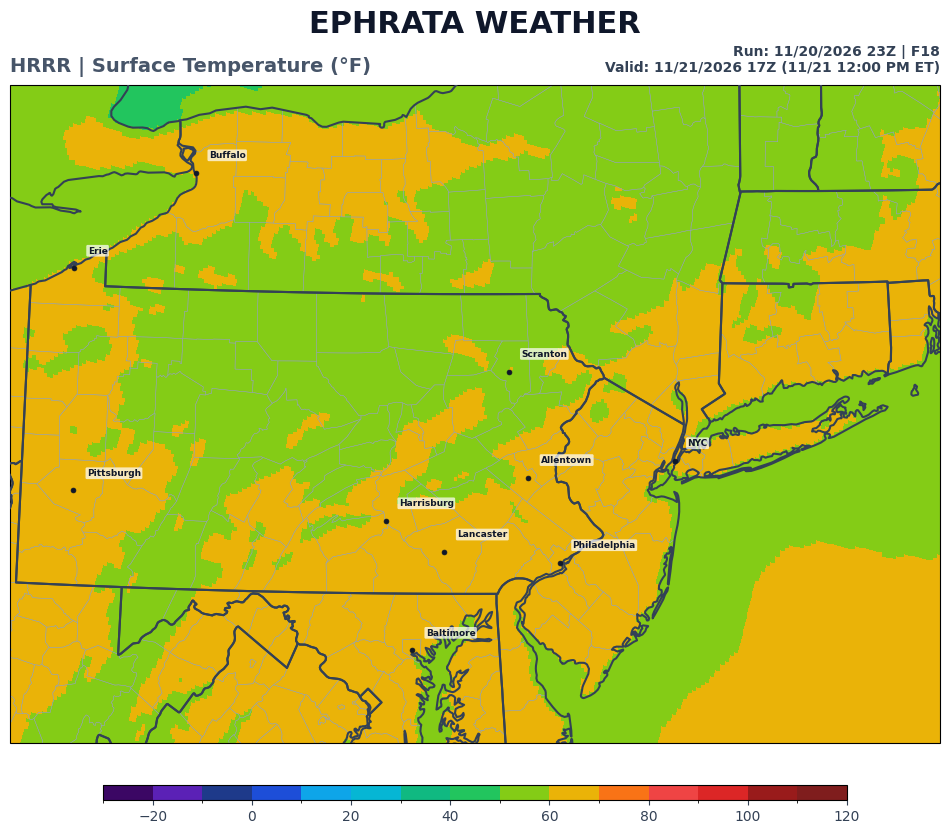 EPHRATA WEATHER
HRRR | Surface Temperature (°F)
Run: 11/20/2026 23Z | F18
Valid: 11/21/2026 17Z (11/21 12:00 PM ET)
Buffalo
Erie
Scranton
NYC
Allentown
Pittsburgh
Harrisburg
Lancaster
Philadelphia
Baltimore
−20 0 20 40 60 80 100 120